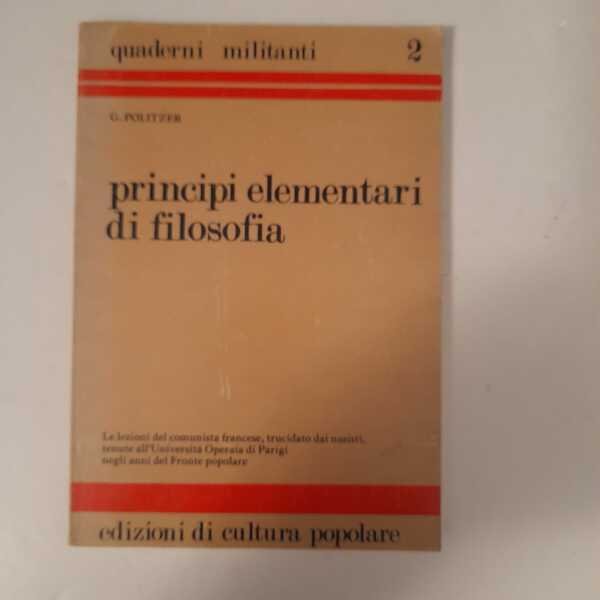 quaderni militanti 2
G. POLITZER
principi elementari
di filosofia
Le lezioni del comunista francese, trucidato dai nazisti,
tenute all'Università Operaia di Parigi
negli anni del Fronte popolare
edizioni di cultura popolare